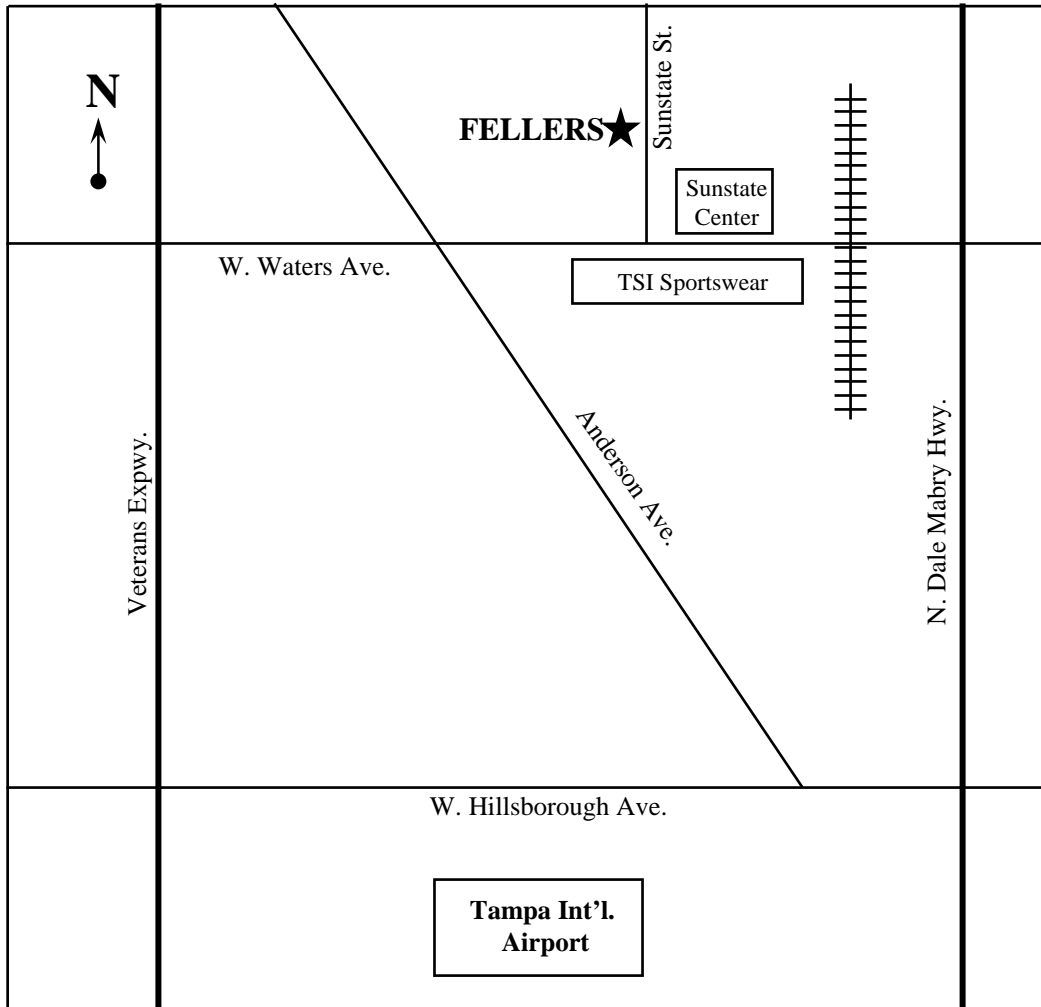 N
Sunstate St.
FELLERS
Sunstate
Center
W. Waters Ave.
TSI Sportswear
Anderson Ave.
Veterans Expwy.
N. Dale Mabry Hwy.
W. Hillsborough Ave.
Tampa Int’l.
Airport